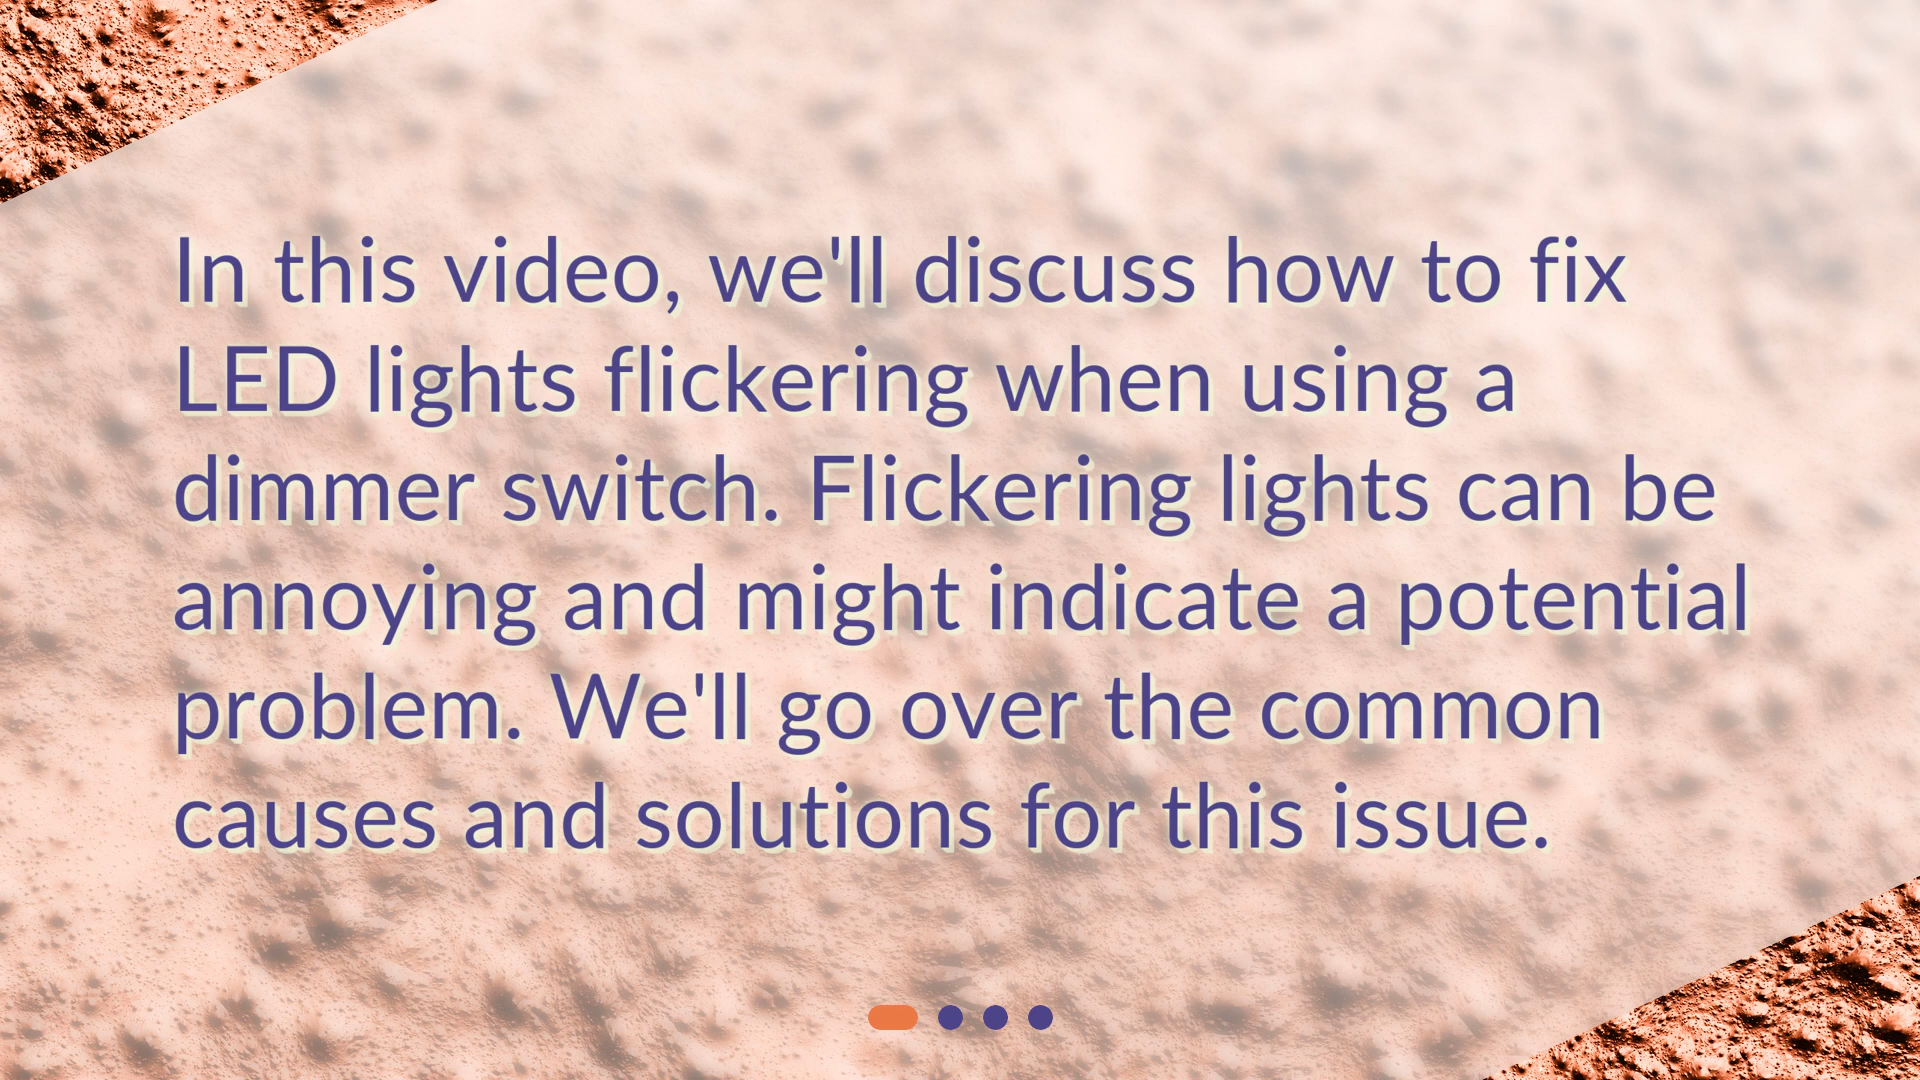 In this video, we'll discuss how to fix
LED lights flickering when using a
dimmer switch. Flickering lights can be
annoying and might indicate a potential
problem. We'll go over the common
causes and solutions for this issue.